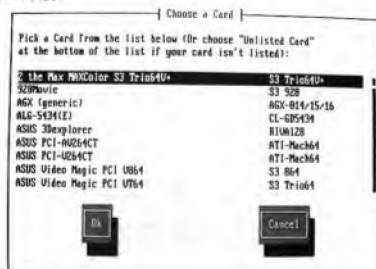 Choose a Card
Pick a Card from the list below (Or choose "Unlisted Card"
at the bottom of the list if your card isn't listed):
2 the Max MAXColor S3 Trio64V+ S3 Trio64V+
928Movie S3 928
AGX (generic) AGX-014/15/16
ALG-5434(E) CL-GD5434
ASUS 3Dexplorer RIVA128
ASUS PCI-AV264CT ATI-Mach64
ASUS PCI-V264CT ATI-Mach64
ASUS Video Magic PCI V864 S3 864
ASUS Video Magic PCI VT64 S3 Trio64
Ok Cancel